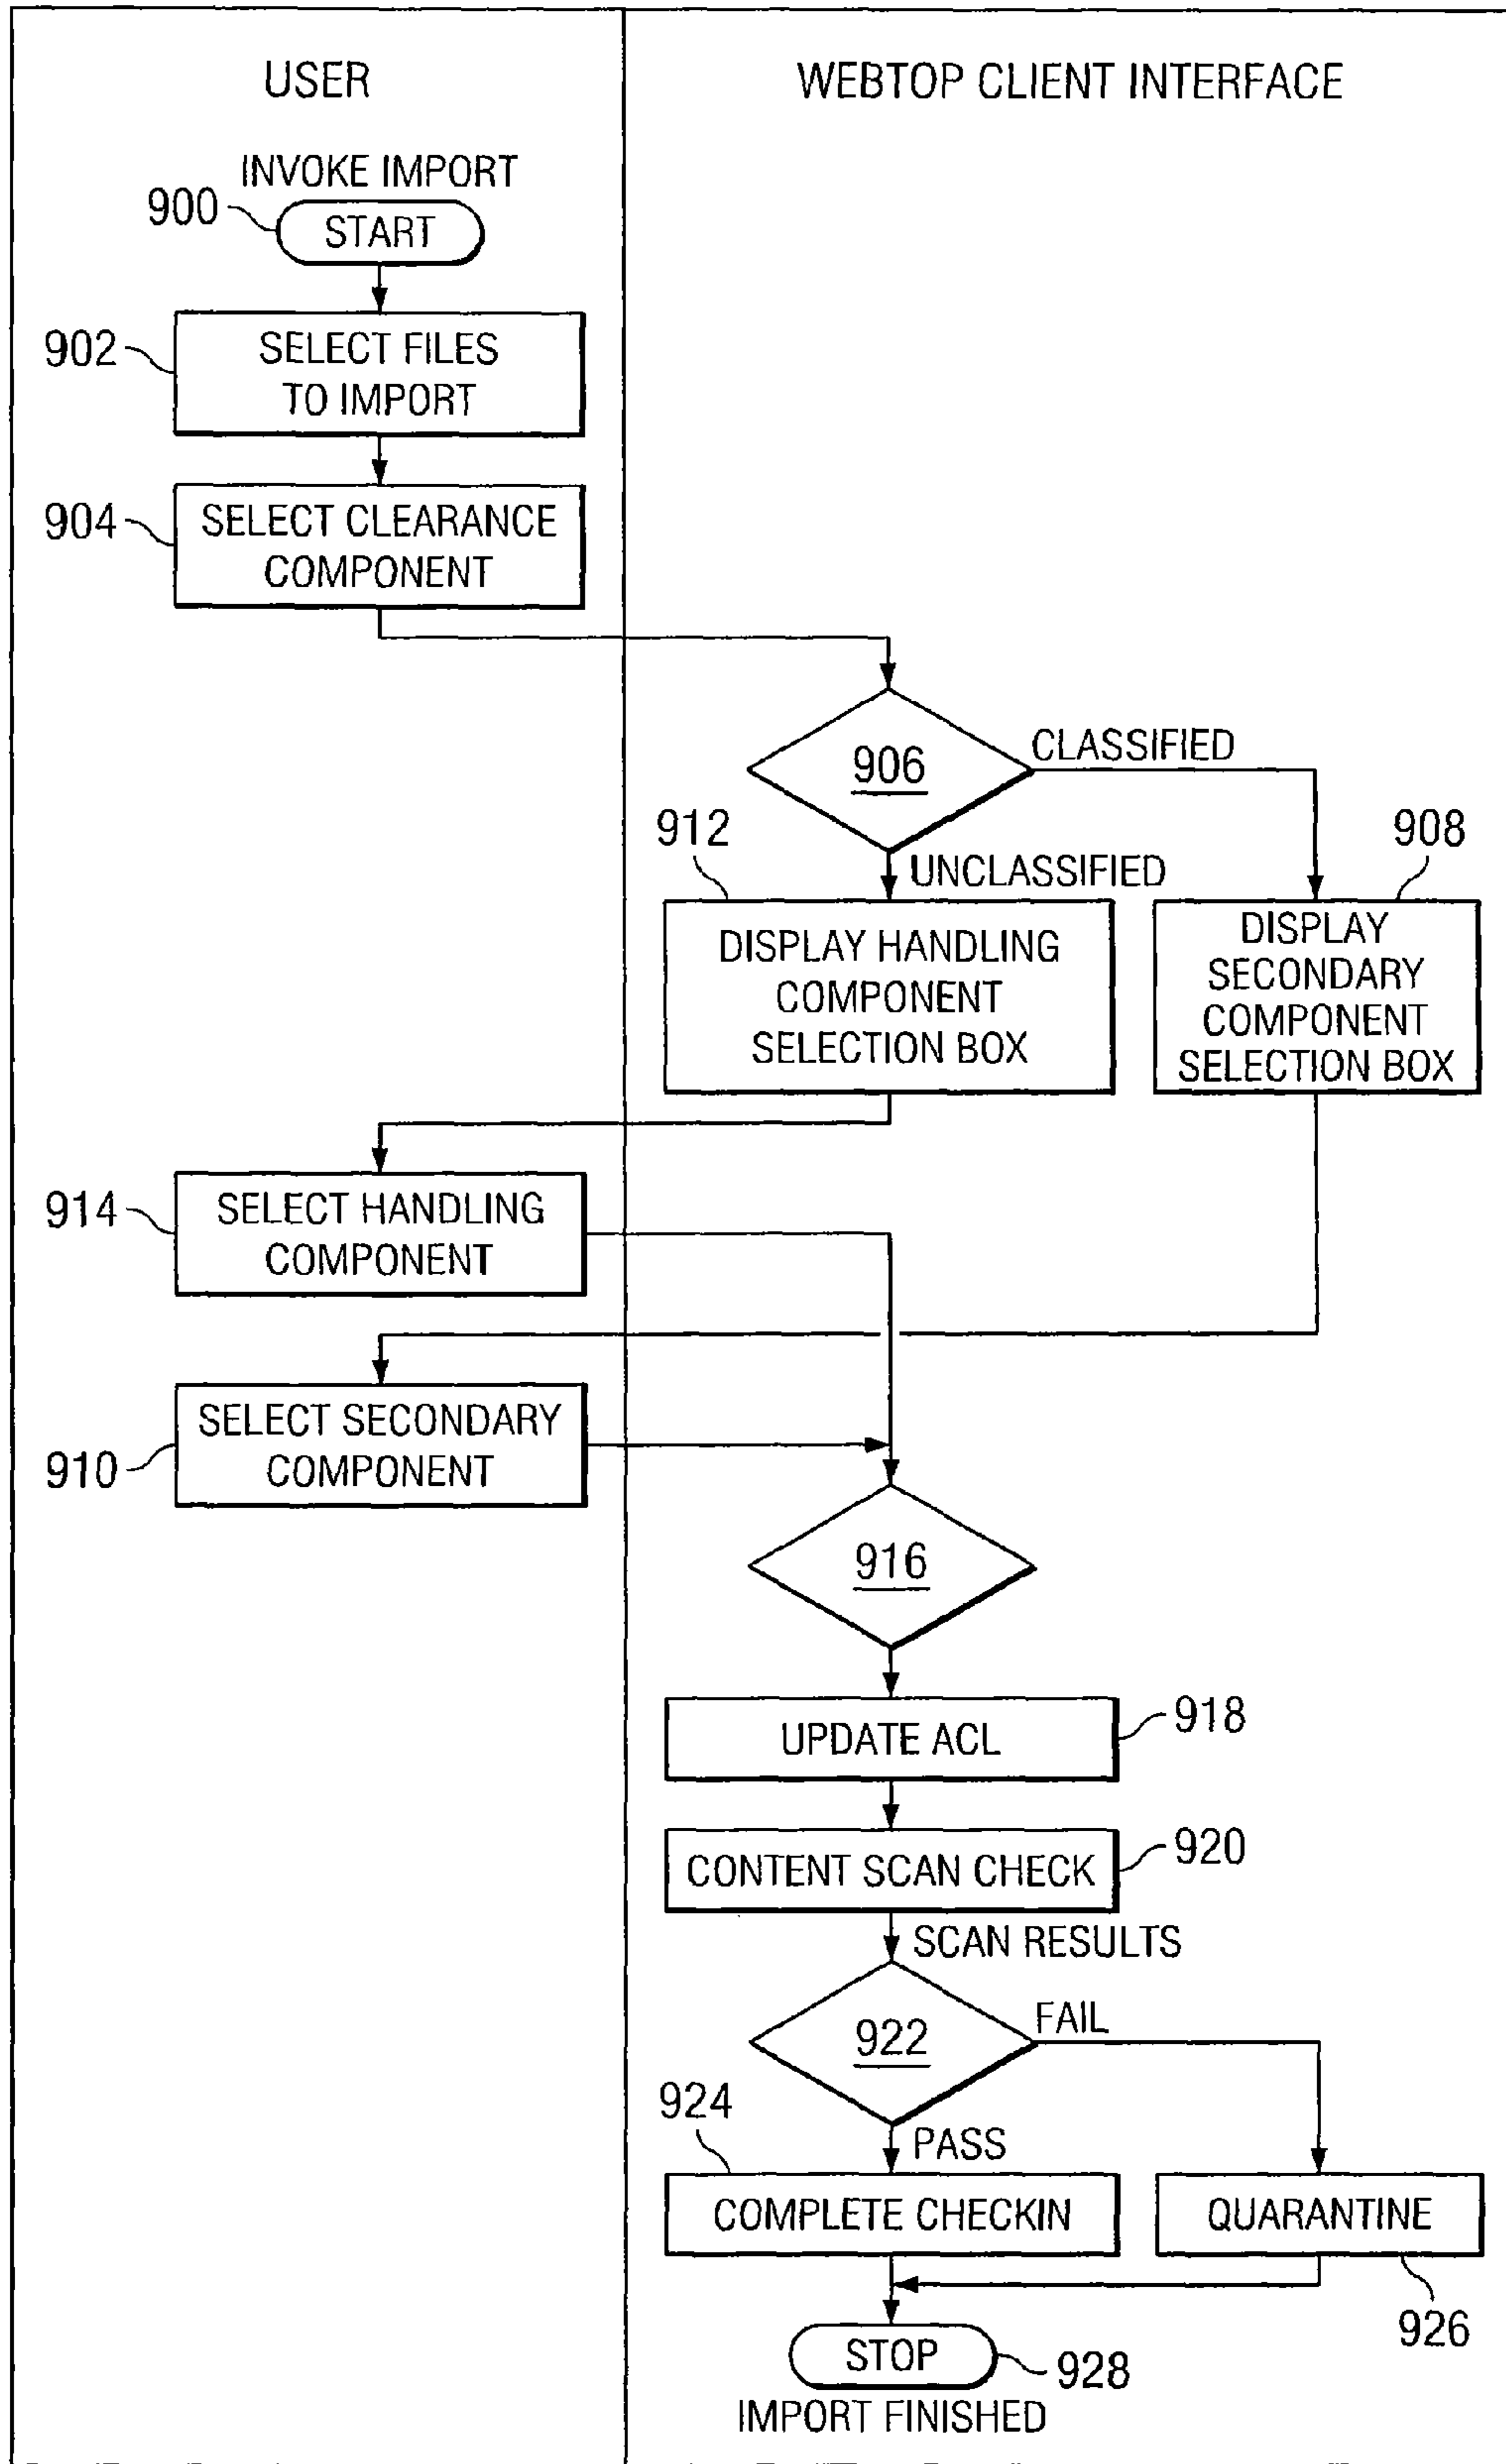 USER
WEBTOP CLIENT INTERFACE
INVOKE IMPORT
900
START
902
SELECT FILES
TO IMPORT
904
SELECT CLEARANCE
COMPONENT
906
CLASSIFIED
912
UNCLASSIFIED
908
DISPLAY HANDLING
COMPONENT
SELECTION BOX
DISPLAY
SECONDARY
COMPONENT
SELECTION BOX
914
SELECT HANDLING
COMPONENT
910
SELECT SECONDARY
COMPONENT
916
UPDATE ACL
918
CONTENT SCAN CHECK
920
SCAN RESULTS
922
FAIL
924
PASS
COMPLETE CHECKIN
QUARANTINE
926
STOP
928
IMPORT FINISHED